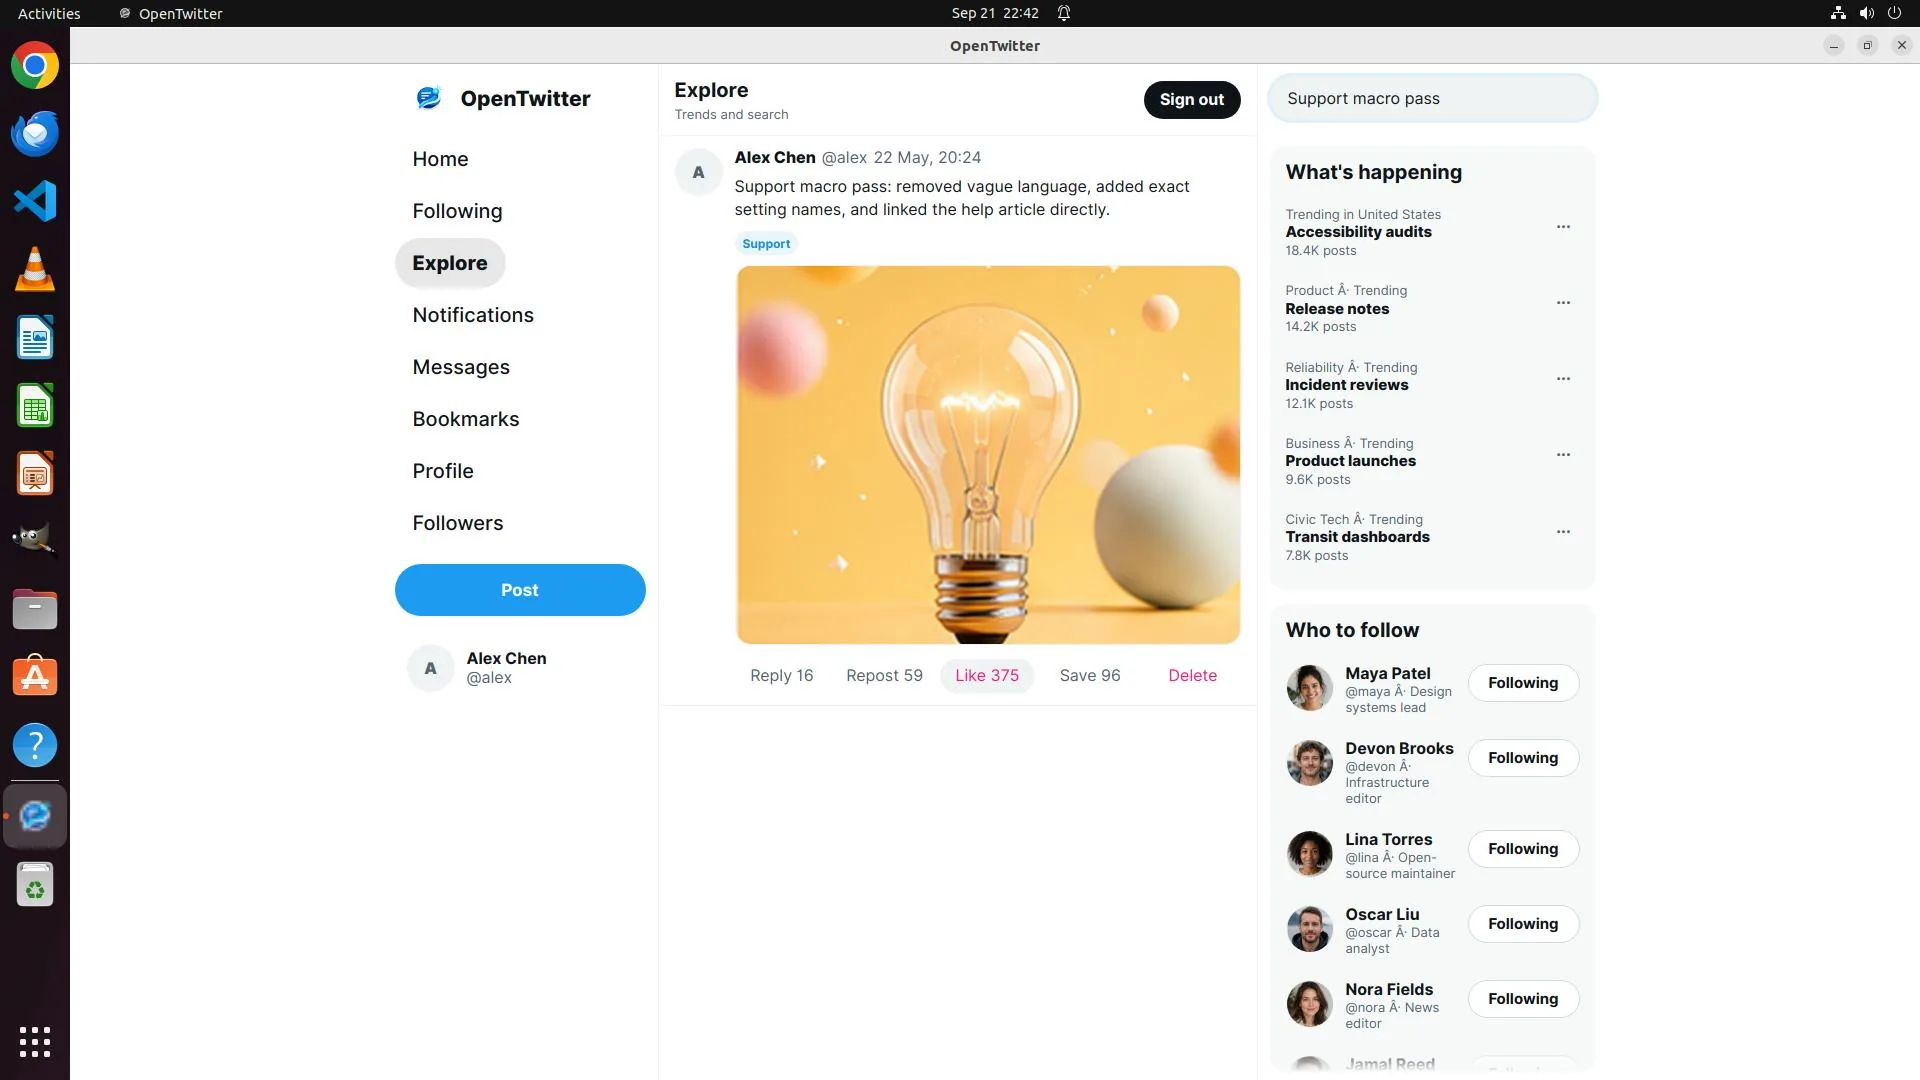 Activities
OpenTwitter
Sep 21 22:42
OpenTwitter
OpenTwitter
Home
Following
Explore
Notifications
Messages
Bookmarks
Profile
Followers
Post
A
Alex Chen
@alex
Explore
Trends and search
Sign out
A
Alex Chen @alex 22 May, 20:24
Support macro pass: removed vague language, added exact
setting names, and linked the help article directly.
Support
Reply 16
Repost 59
Like 375
Save 96
Delete
Support macro pass
What's happening
Trending in United States
Accessibility audits
18.4K posts
Product Â· Trending
Release notes
14.2K posts
Reliability Â· Trending
Incident reviews
12.1K posts
Business Â· Trending
Product launches
9.6K posts
Civic Tech Â· Trending
Transit dashboards
7.8K posts
Who to follow
Maya Patel
@maya Â· Design
systems lead
Following
Devon Brooks
@devon Â·
Infrastructure
editor
Following
Lina Torres
@lina Â· Open-
source maintainer
Following
Oscar Liu
@oscar Â· Data
analyst
Following
Nora Fields
@nora Â· News
editor
Following
Jamal Reed